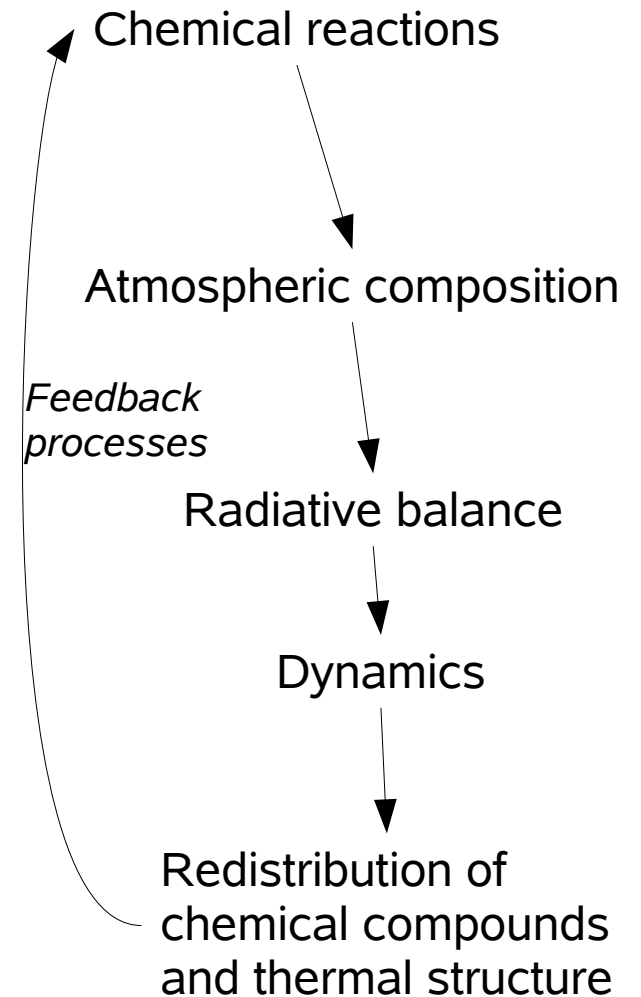 Chemical reactions
Atmospheric composition
Feedback
processes
Radiative balance
Dynamics
Redistribution of
chemical compounds
and thermal structure